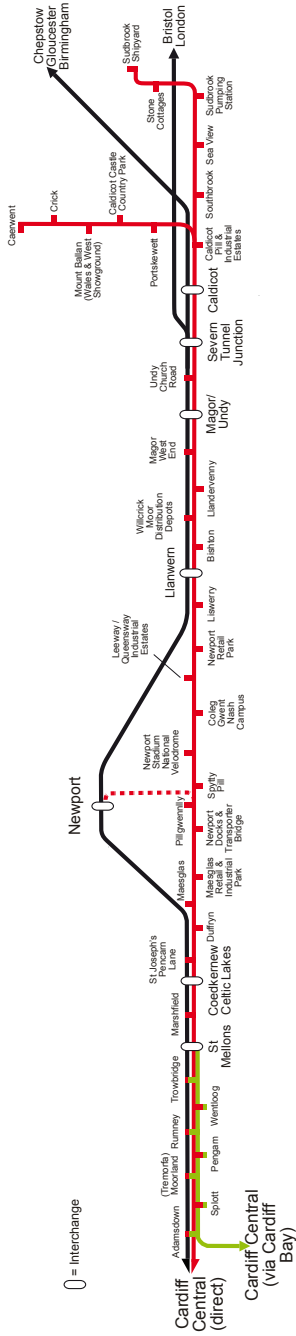 Chepstow
Gloucester
Birmingham
Bristol
London
Sudbrook
Shipyard
Stone
Cottages
Sudbrook
Pumping
Station
Sea View
Southbrook
Caldicot
Pill &
Industrial
Estates
Caerwent
Crick
Mount Ballan
(Wales & West
Showground)
Caldicot Castle
Country Park
Portskewett
Caldicot
Severn
Tunnel
Junction
Undy
Church
Road
Magor/
Undy
Magor
West
End
Llandervenny
Willcrick
Moor
Distribution
Depots
Bishton
Llanwern
Liswerry
Leeway /
Queensway
Industrial
Estates
Newport
Retail
Park
Coleg
Gwent
Nash
Campus
Newport
Stadium
National
Velodrome
Spytty
Pill
Newport
Pillgwenlly
Newport
Docks &
Transporter
Bridge
Maesglas
Retail &
Industrial
Park
Maesglas
Duffryn
St Joseph's
Pencarn
Lane
Coedkernew
Celtic Lakes
Marshfield
St
Mellons
Trowbridge
Wentloog
Rumney
Pengam
(Tremorfa)
Moorland
Splott
Adamsdown
Cardiff
Central
(direct)
Cardiff Central
(via Cardiff
Bay)
= Interchange